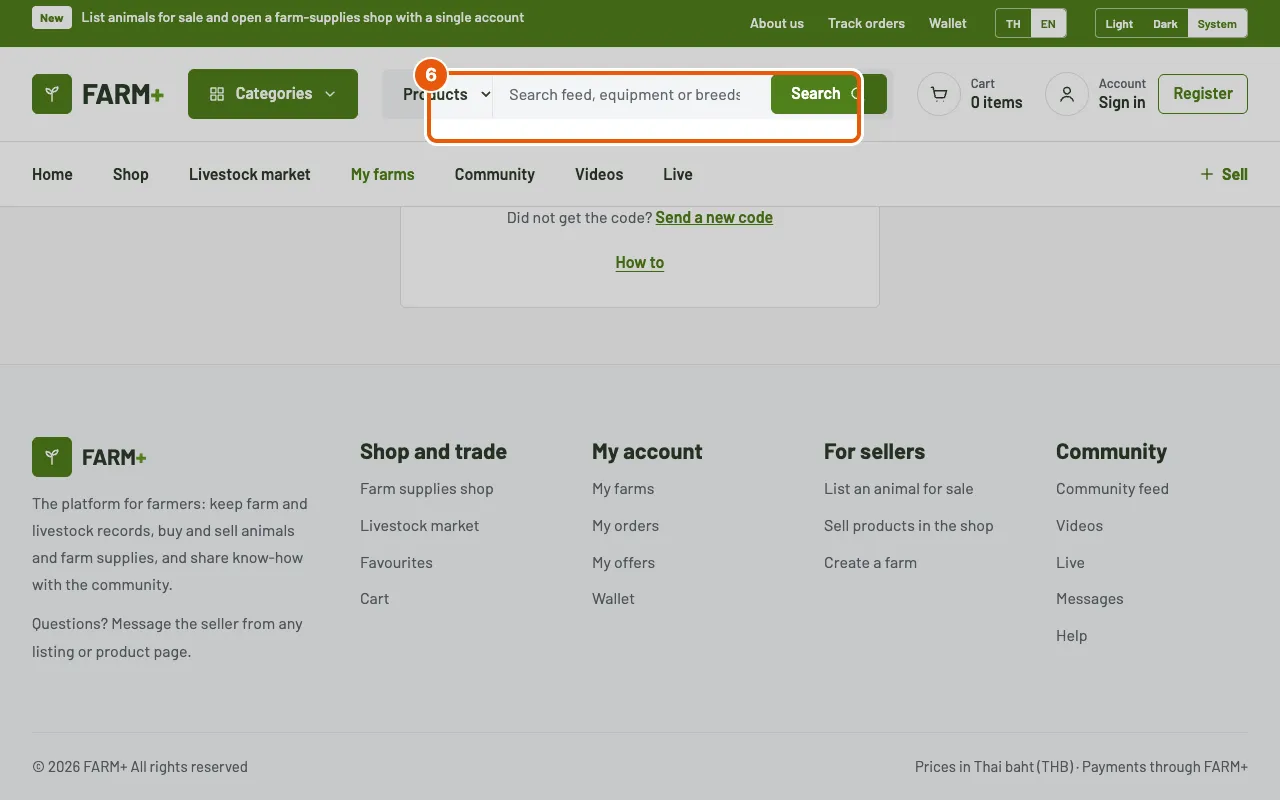 New List animals for sale and open a farm-supplies shop with a single account
About us Track orders Wallet TH EN Light Dark System
6
FARM+ Categories Products Search feed, equipment or breeds Search Cart 0 items Account Sign in Register
Home Shop Livestock market My farms Community Videos Live + Sell
Did not get the code? Send a new code
How to
FARM+
The platform for farmers: keep farm and
livestock records, buy and sell animals
and farm supplies, and share know-how
with the community.
Questions? Message the seller from any
listing or product page.
Shop and trade
Farm supplies shop
Livestock market
Favourites
Cart
My account
My farms
My orders
My offers
Wallet
For sellers
List an animal for sale
Sell products in the shop
Create a farm
Community
Community feed
Videos
Live
Messages
Help
© 2026 FARM+ All rights reserved
Prices in Thai baht (THB) · Payments through FARM+